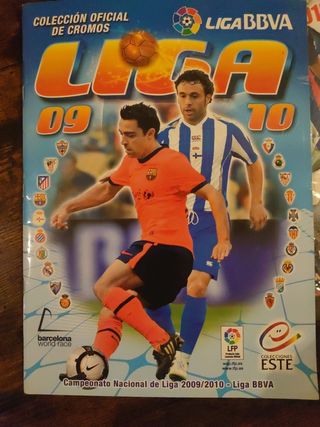 COLECCIÓN OFICIAL
DE CROMOS
LIGA BBVA
LIGA
09 10
barcelona
world race
LFP
COLECCIONES
ESTE
Campeonato Nacional de Liga 2009/2010 - Liga BBVA